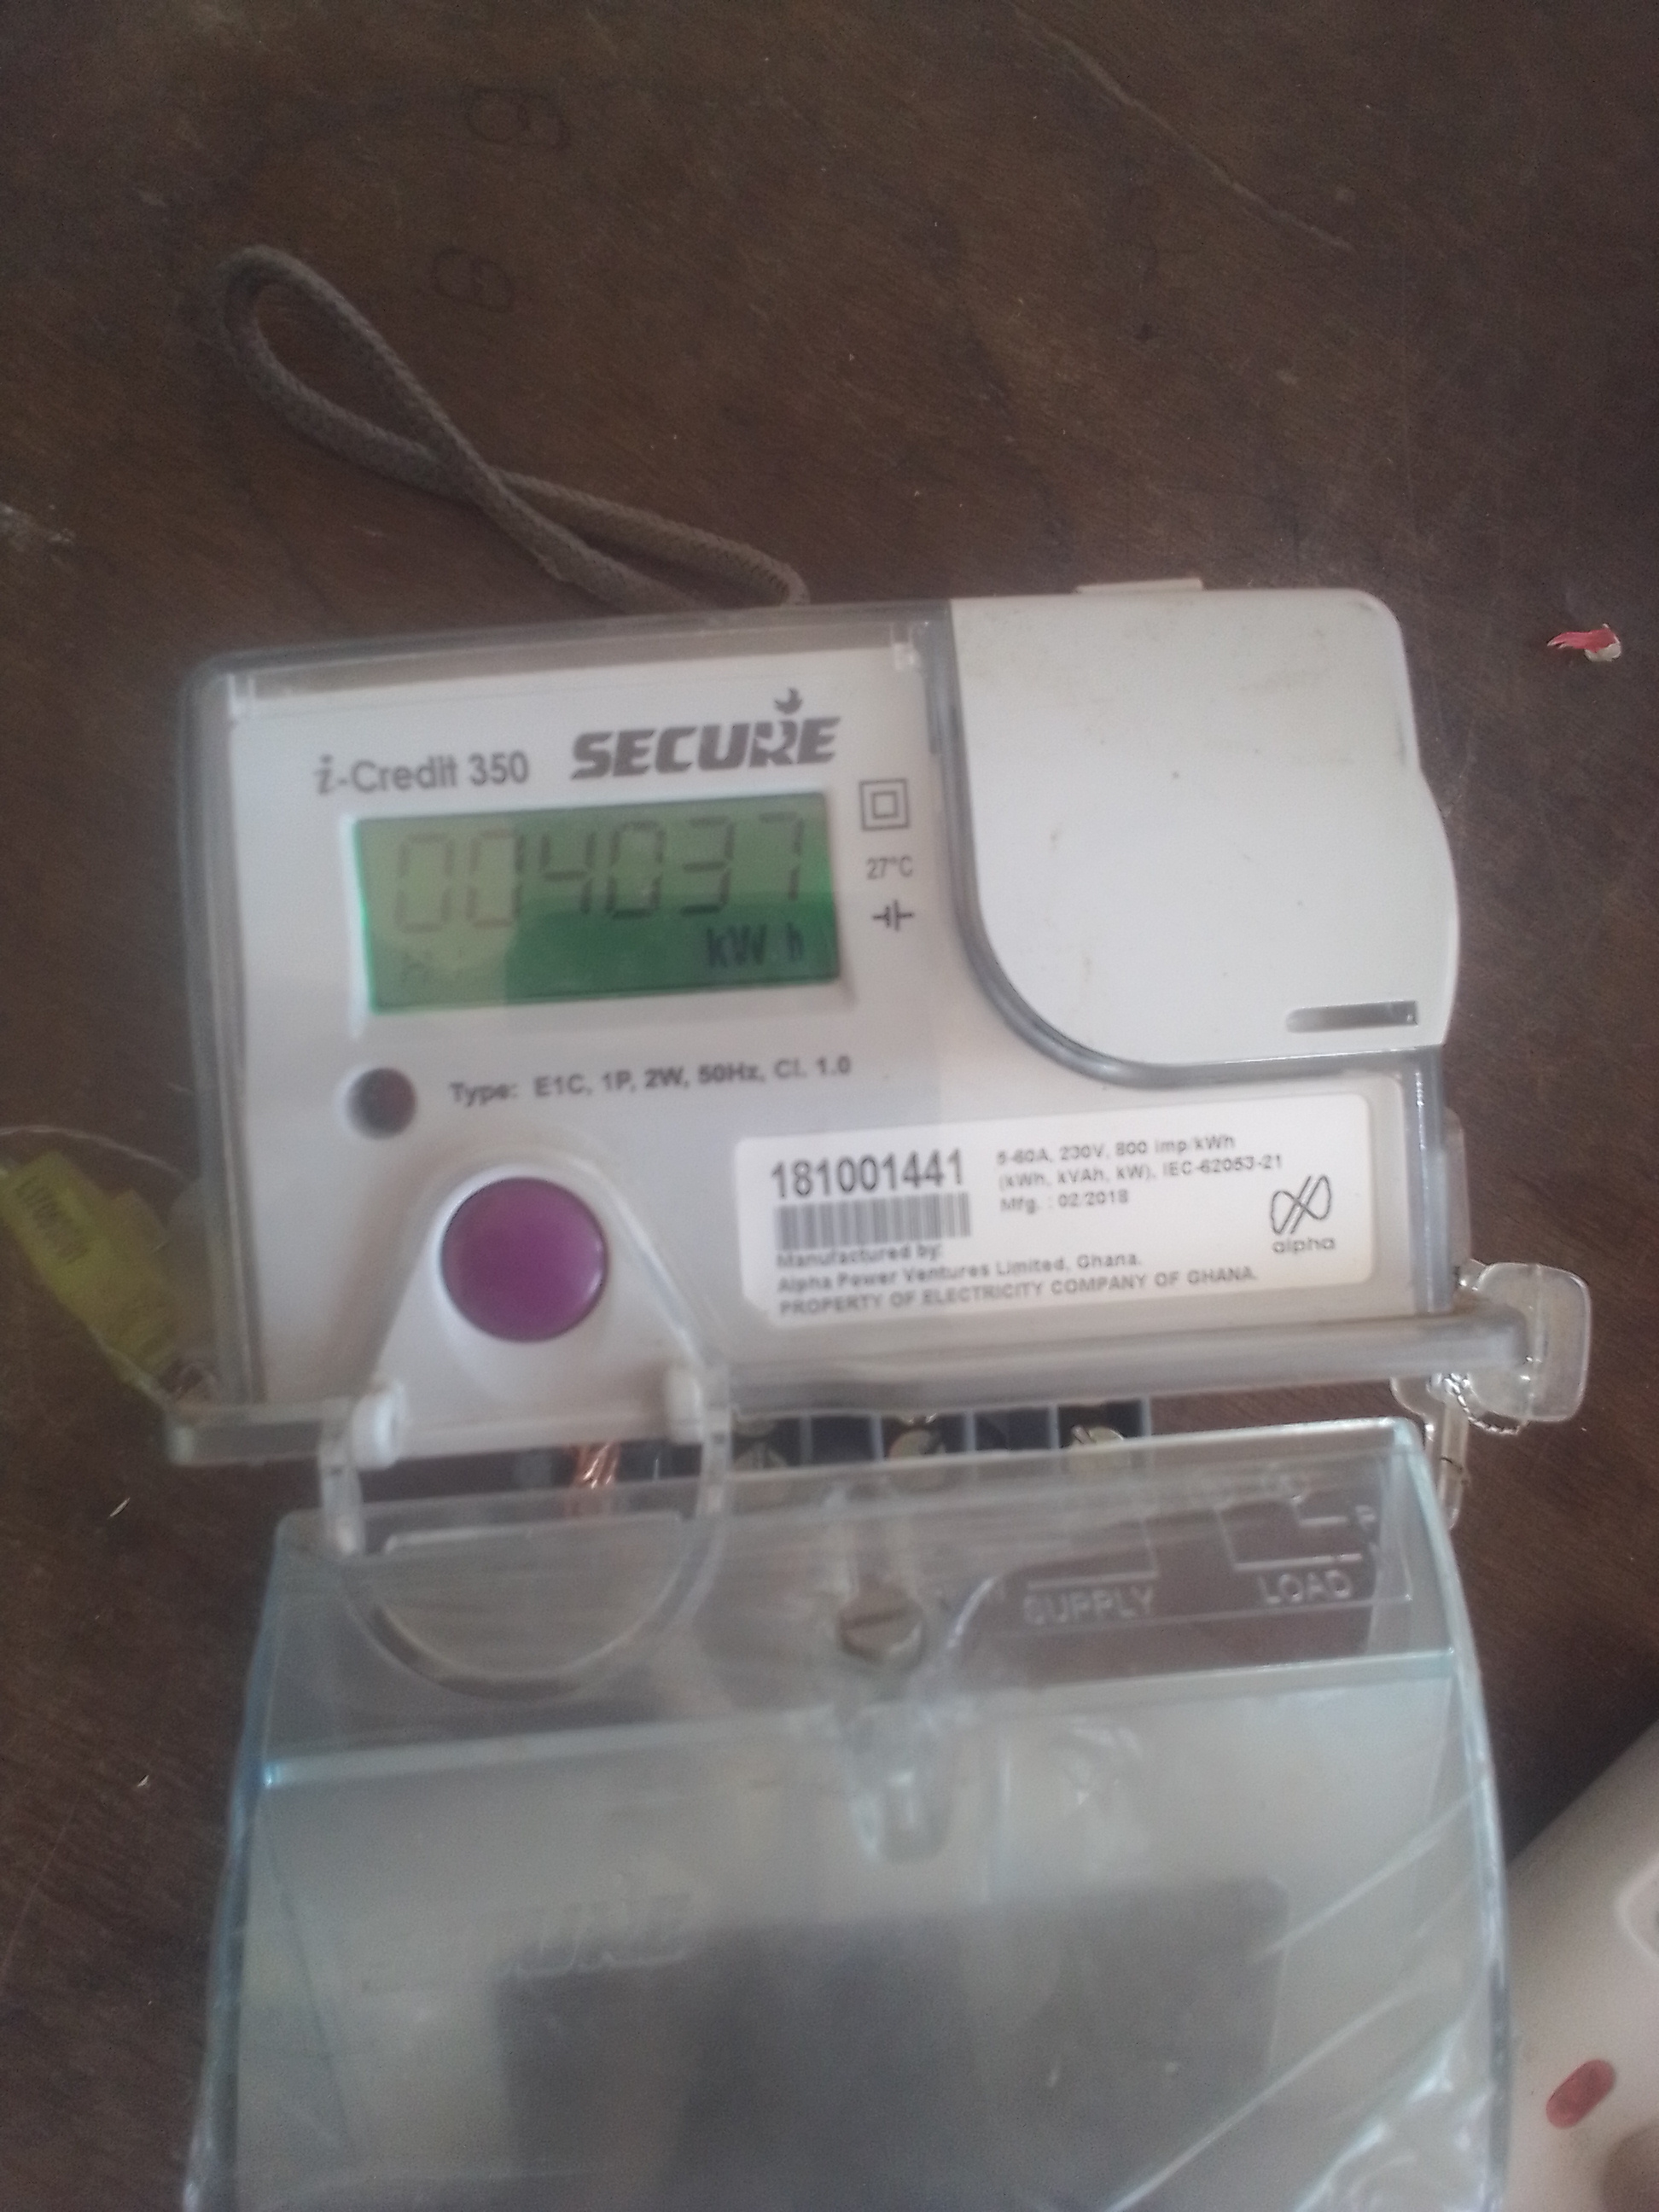 i-Credit 350 SECURE
004037
kWh
27°C
Type: E1C, 1P, 2W, 50Hz, Cl. 1.0
181001441
5-60A, 230V, 800 imp/kWh
(kWh, kVAh, kW), IEC-62053-21
Mfg. : 02/2018
alpha
Manufactured by:
Alpha Power Ventures Limited, Ghana.
PROPERTY OF ELECTRICITY COMPANY OF GHANA.
SUPPLY
LOAD